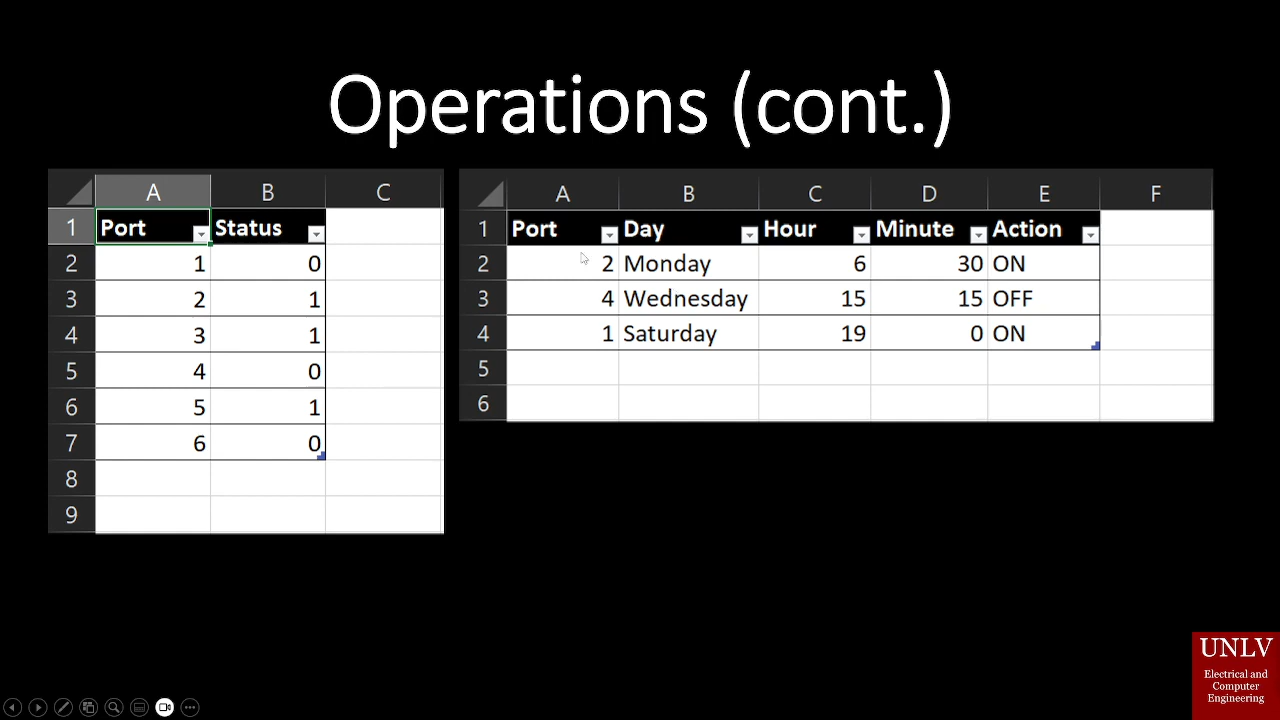 Operations (cont.)
A B C
1 Port Status
2 1 0
3 2 1
4 3 1
5 4 0
6 5 1
7 6 0
8
9
A B C D E F
1 Port Day Hour Minute Action
2 2 Monday 6 30 ON
3 4 Wednesday 15 15 OFF
4 1 Saturday 19 0 ON
5
6
UNLV
Electrical and
Computer
Engineering